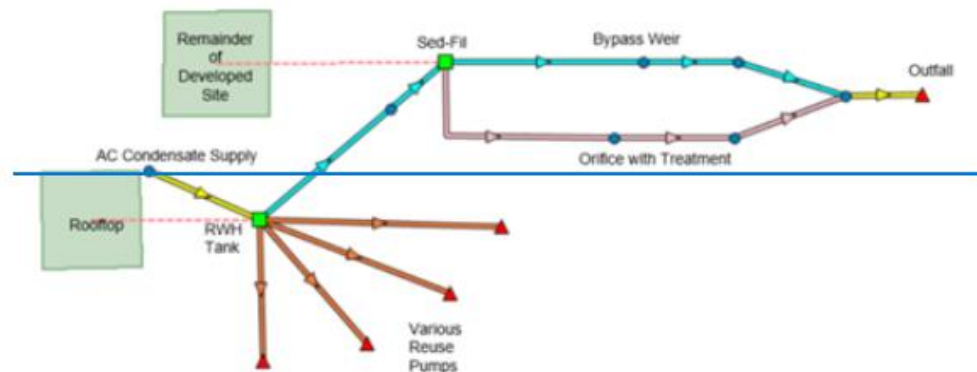 Remainder
of
Developed
Site
Sed-Fil
Bypass Weir
Outfall
AC Condensate Supply
Orifice with Treatment
Rooftop
RWH
Tank
Various
Reuse
Pumps